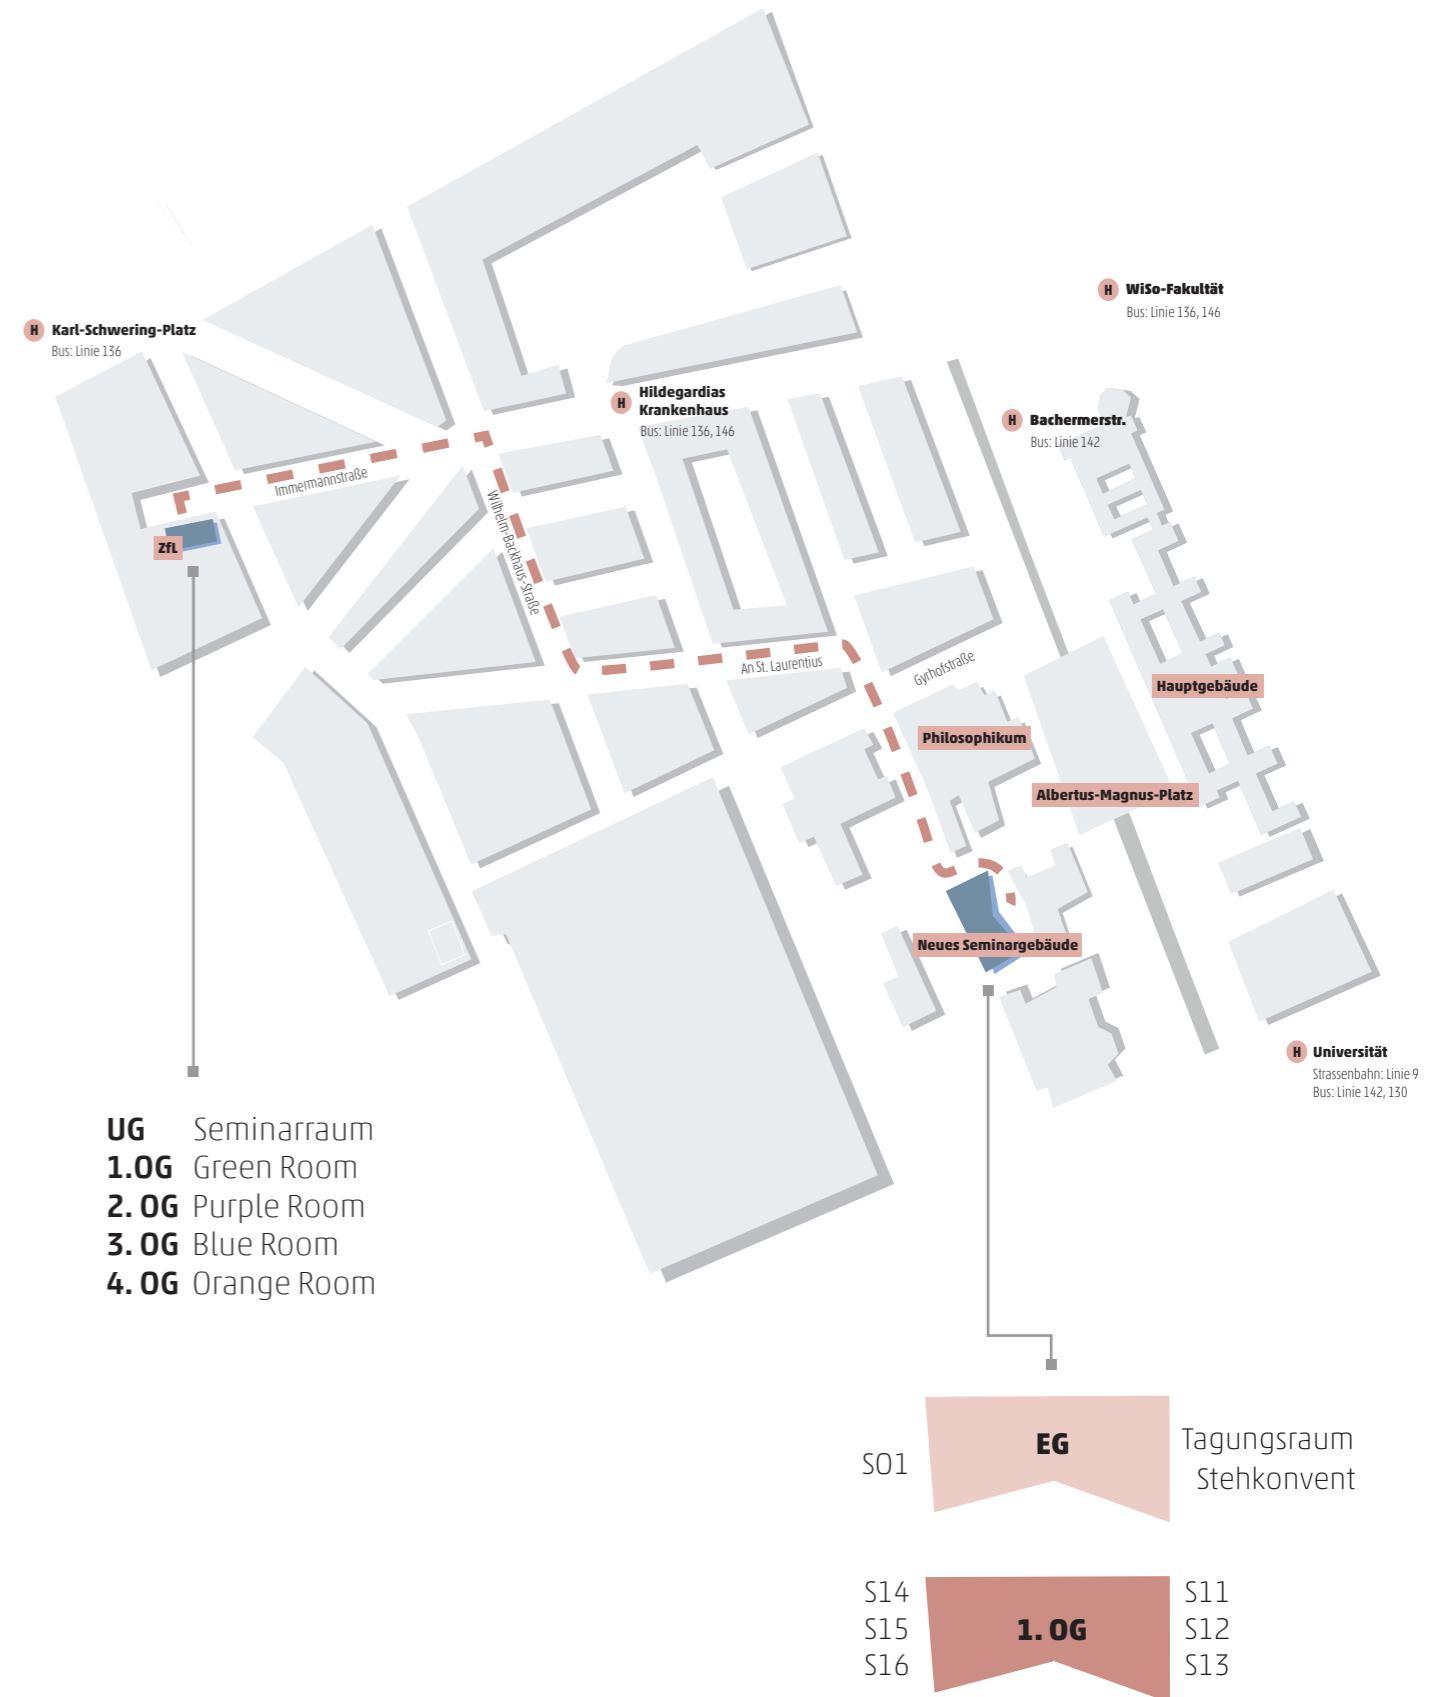 H WiSo-Fakultät
Bus: Linie 136, 146
H Karl-Schwering-Platz
Bus: Linie 136
H Hildegardias
Krankenhaus
Bus: Linie 136, 146
H Bachermerstr.
Bus: Linie 142
Immermannstraße
Wilhelm-Backhaus-Straße
ZfL
An St. Laurentius
Gyrhofstraße
Hauptgebäude
Philosophikum
Albertus-Magnus-Platz
Neues Seminargebäude
H Universität
Strassenbahn: Linie 9
Bus: Linie 142, 130
UG Seminarraum
1.OG Green Room
2. OG Purple Room
3. OG Blue Room
4. OG Orange Room
EG
S01
Tagungsraum
Stehkonvent
1. OG
S14
S15
S16
S11
S12
S13